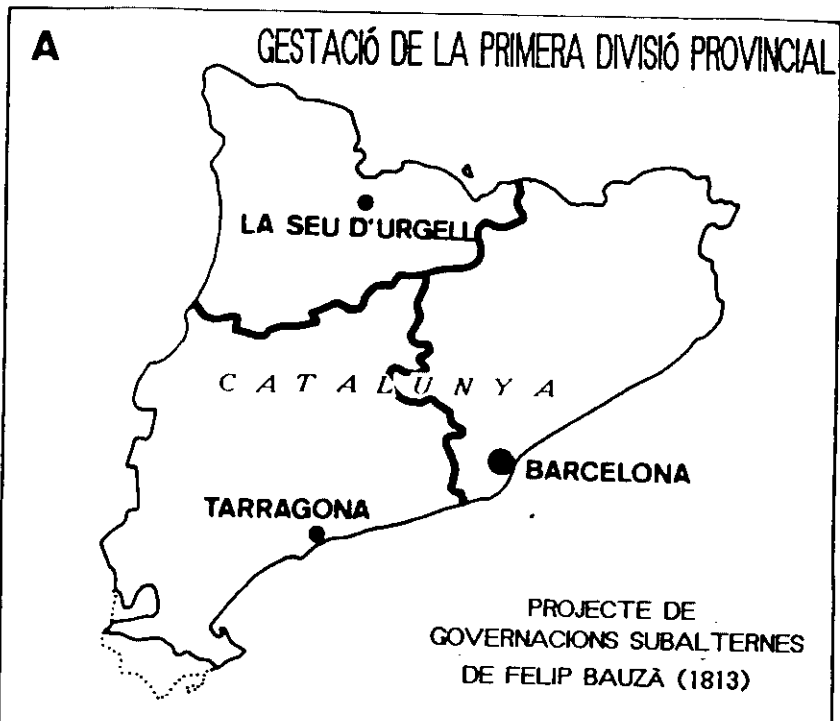 A
GESTACIÓ DE LA PRIMERA DIVISIÓ PROVINCIAL
LA SEU D'URGELL
CATALUNYA
BARCELONA
TARRAGONA
PROJECTE DE
GOVERNACIONS SUBALTERNES
DE FELIP BAUZÀ (1813)